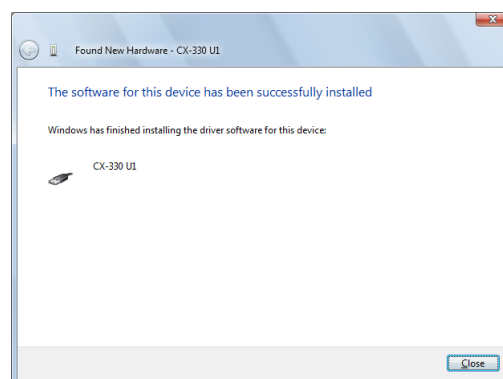 Found New Hardware - CX-330 U1
The software for this device has been successfully installed
Windows has finished installing the driver software for this device:
CX-330 U1
Close